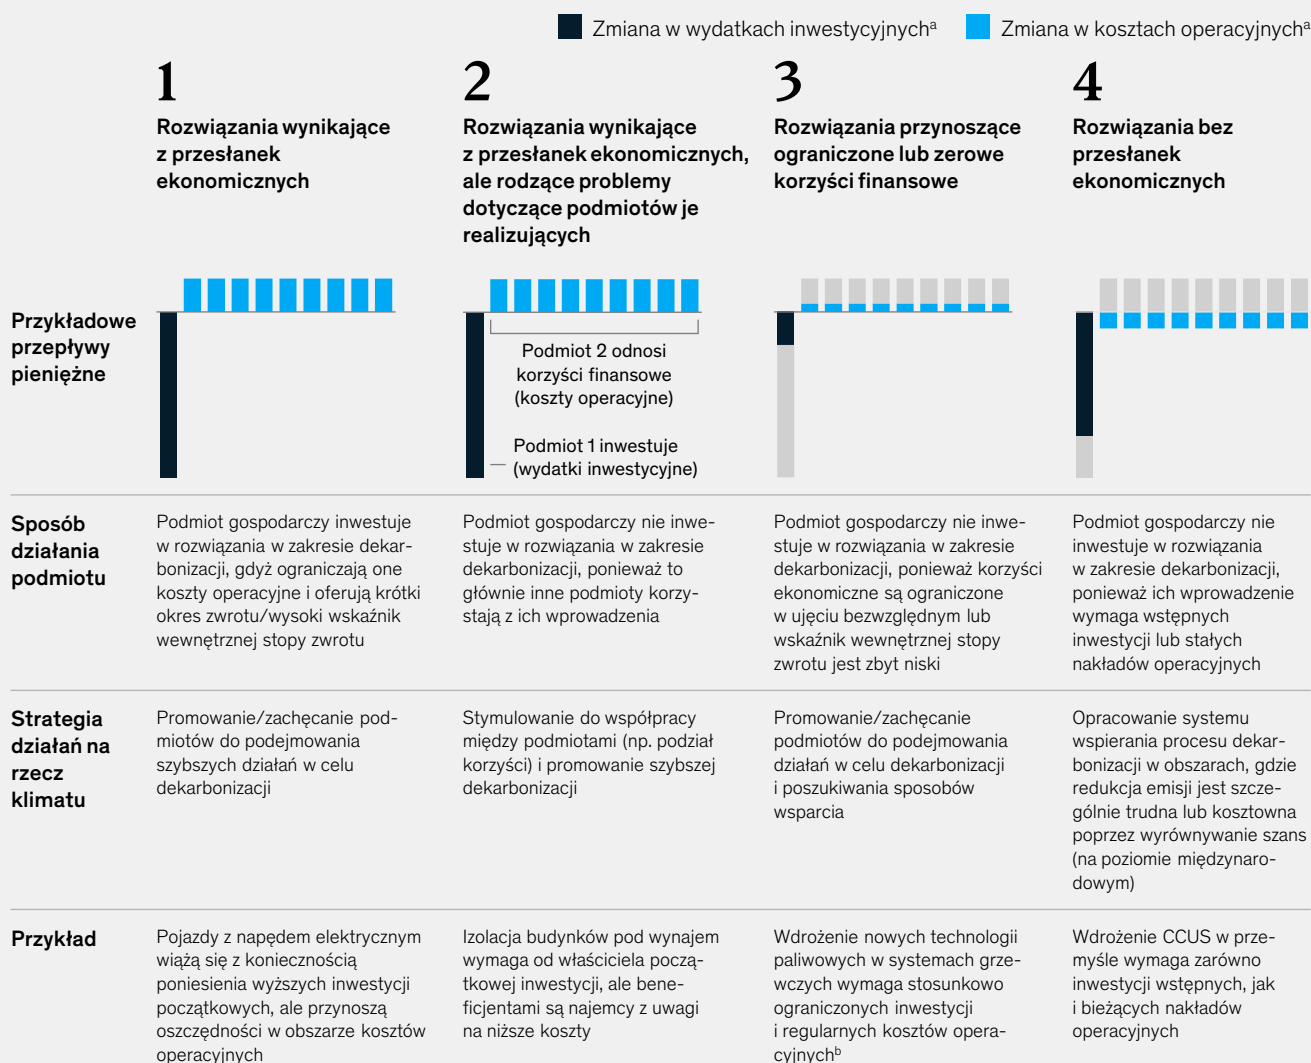 Zmiana w wydatkach inwestycyjnychᵃ
Zmiana w kosztach operacyjnychᵃ
1
Rozwiązania wynikające
z przesłanek
ekonomicznych
2
Rozwiązania wynikające
z przesłanek ekonomicznych,
ale rodzące problemy
dotyczące podmiotów je
realizujących
3
Rozwiązania przynoszące
ograniczone lub zerowe
korzyści finansowe
4
Rozwiązania bez
przesłanek
ekonomicznych
Przykładowe
przepływy
pieniężne
Podmiot 2 odnosi
korzyści finansowe
(koszty operacyjne)
Podmiot 1 inwestuje
(wydatki inwestycyjne)
Sposób
działania
podmiotu
Podmiot gospodarczy inwestuje
w rozwiązania w zakresie dekar-
bonizacji, gdyż ograniczają one
koszty operacyjne i oferują krótki
okres zwrotu/wysoki wskaźnik
wewnętrznej stopy zwrotu
Podmiot gospodarczy nie inwe-
stuje w rozwiązania w zakresie
dekarbonizacji, ponieważ to
głównie inne podmioty korzy-
stają z ich wprowadzenia
Podmiot gospodarczy nie inwe-
stuje w rozwiązania w zakresie
dekarbonizacji, ponieważ korzyści
ekonomiczne są ograniczone
w ujęciu bezwzględnym lub
wskaźnik wewnętrznej stopy
zwrotu jest zbyt niski
Podmiot gospodarczy nie
inwestuje w rozwiązania
w zakresie dekarbonizacji,
ponieważ ich wprowadzenie
wymaga wstępnych
inwestycji lub stałych
nakładów operacyjnych
Strategia
działań na
rzecz
klimatu
Promowanie/zachęcanie pod-
miotów do podejmowania
szybszych działań w celu
dekarbonizacji
Stymulowanie do współpracy
między podmiotami (np. podział
korzyści) i promowanie szybszej
dekarbonizacji
Promowanie/zachęcanie
podmiotów do podejmowania
działań w celu dekarbonizacji
i poszukiwania sposobów
wsparcia
Opracowanie systemu
wspierania procesu dekar-
bonizacji w obszarach, gdzie
redukcja emisji jest szcze-
gólnie trudna lub kosztowna
poprzez wyrównywanie szans
(na poziomie międzynaro-
dowym)
Przykład
Pojazdy z napędem elektrycznym
wiążą się z koniecznością
poniesienia wyższych inwestycji
początkowych, ale przynoszą
oszczędności w obszarze kosztów
operacyjnych
Izolacja budynków pod wynajem
wymaga od właściciela począ-
tkowej inwestycji, ale bene-
ficjentami są najemcy z uwagi
na niższe koszty
Wdrożenie nowych technologii
paliwowych w systemach grze-
wczych wymaga stosunkowo
ograniczonych inwestycji
i regularnych kosztów opera-
cyjnychᵇ
Wdrożenie CCUS w prze-
myśle wymaga zarówno
inwestycji wstępnych, jak
i bieżących nakładów
operacyjnych